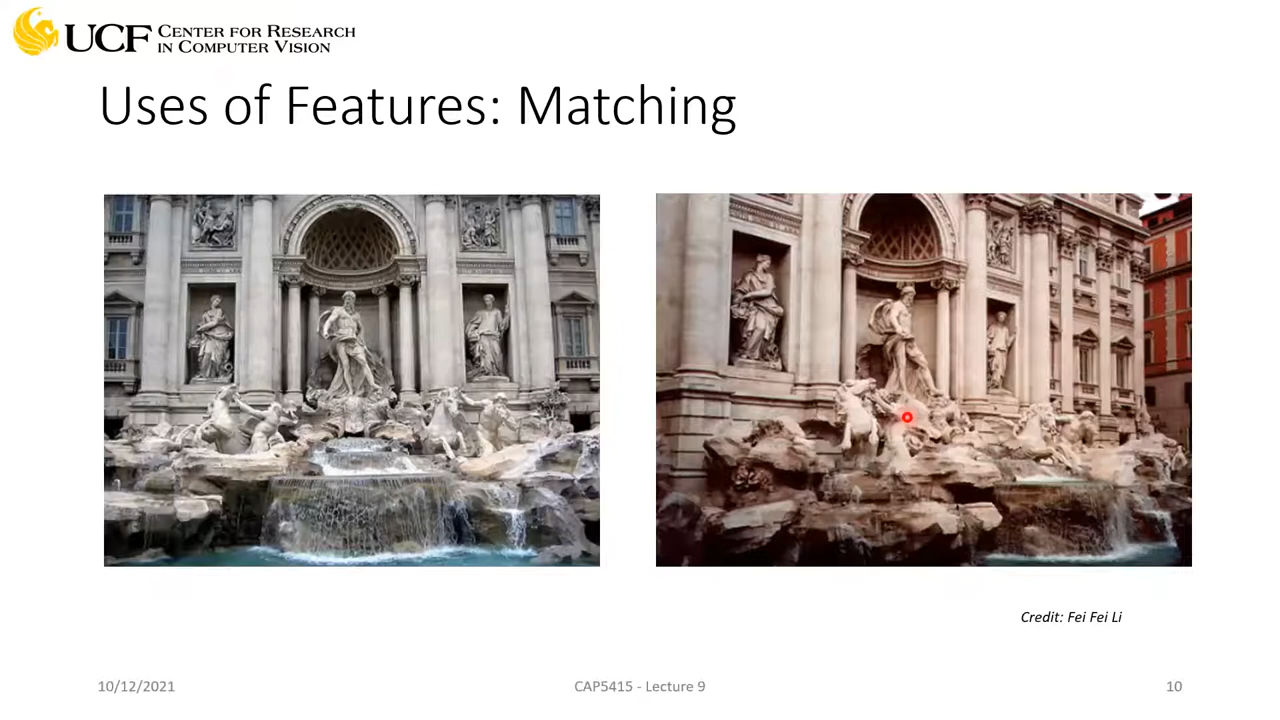 UCF CENTER FOR RESEARCH
IN COMPUTER VISION
Uses of Features: Matching
Credit: Fei Fei Li
10/12/2021
CAP5415 - Lecture 9
10